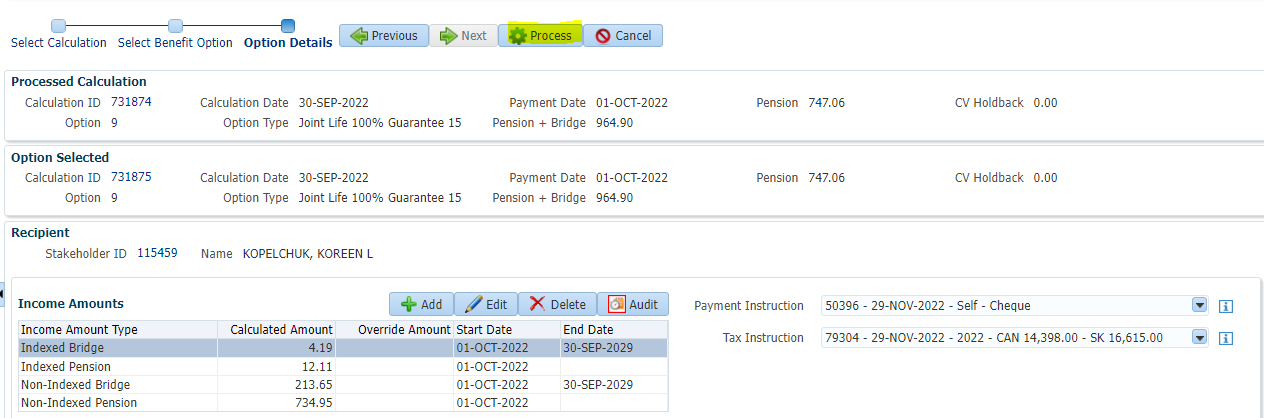 Select Calculation Select Benefit Option Option Details Previous Next Process Cancel
Processed Calculation
Calculation ID 731874 Calculation Date 30-SEP-2022 Payment Date 01-OCT-2022 Pension 747.06 CV Holdback 0.00
Option 9 Option Type Joint Life 100% Guarantee 15 Pension + Bridge 964.90
Option Selected
Calculation ID 731875 Calculation Date 30-SEP-2022 Payment Date 01-OCT-2022 Pension 747.06 CV Holdback 0.00
Option 9 Option Type Joint Life 100% Guarantee 15 Pension + Bridge 964.90
Recipient
Stakeholder ID 115459 Name KOPELCHUK, KOREEN L
Income Amounts Add Edit Delete Audit Payment Instruction 50396 - 29-NOV-2022 - Self - Cheque
Income Amount Type Calculated Amount Override Amount Start Date End Date Tax Instruction 79304 - 29-NOV-2022 - 2022 - CAN 14,398.00 - SK 16,615.00
Indexed Bridge 4.19 01-OCT-2022 30-SEP-2029
Indexed Pension 12.11 01-OCT-2022
Non-Indexed Bridge 213.65 01-OCT-2022 30-SEP-2029
Non-Indexed Pension 734.95 01-OCT-2022